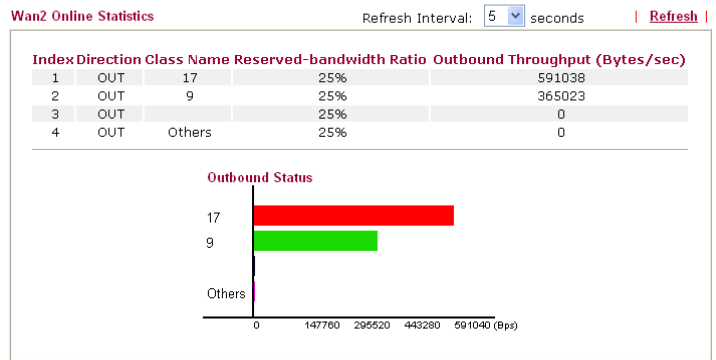 Wan2 Online Statistics Refresh Interval: 5 seconds | Refresh |
Index Direction Class Name Reserved-bandwidth Ratio Outbound Throughput (Bytes/sec)
1 OUT 17 25% 591038
2 OUT 9 25% 365023
3 OUT 25% 0
4 OUT Others 25% 0
Outbound Status
17
9
Others
0 147760 295520 443280 591040 (Bps)